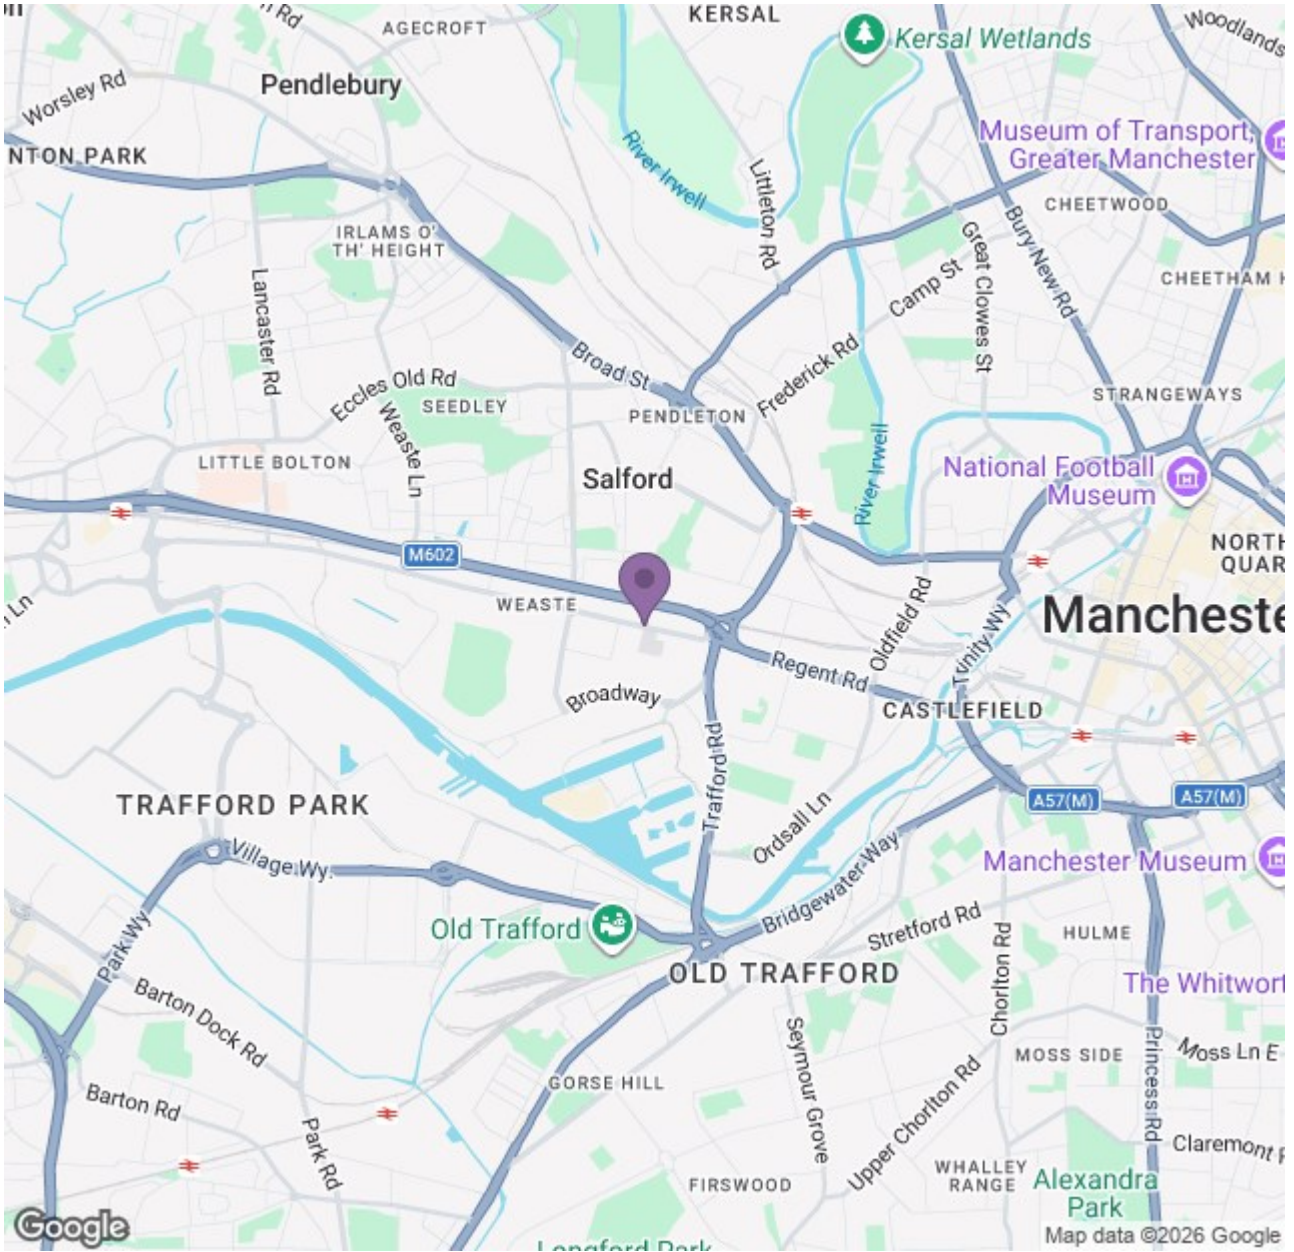 KERSAL
AGECROFT
Kersal Wetlands
Woodlands
Pendlebury
Worsley Rd
NTON PARK
River Irwell
Littleton Rd
Museum of Transport,
Greater Manchester
CHEETWOOD
IRLAMS O'
TH' HEIGHT
Great Clowes St
Bury New Rd
CHEETHAM H
Lancaster Rd
Camp St
Broad St
Frederick Rd
Eccles Old Rd
SEEDLEY
Weaste Ln
PENDLETON
STRANGEWAYS
LITTLE BOLTON
Salford
River Irwell
National Football
Museum
M602
NORTH
QUAR
WEASTE
Oldfield Rd
Trinity Wy
Mancheste
Ln
Regent Rd
Broadway
CASTLEFIELD
Trafford Rd
TRAFFORD PARK
Ordsall Ln
A57(M)
A57(M)
Village Wy
Bridgewater Way
Manchester Museum
Park Wy
Old Trafford
Stretford Rd
HULME
OLD TRAFFORD
Chorlton Rd
The Whitwort
Barton Dock Rd
Seymour Grove
Princess Rd
MOSS SIDE
Moss Ln E
GORSE HILL
Upper Chorlton Rd
Barton Rd
Park Rd
Claremont R
FIRSWOOD
WHALLEY
RANGE
Alexandra
Park
Google
Longford Park
Map data ©2026 Google